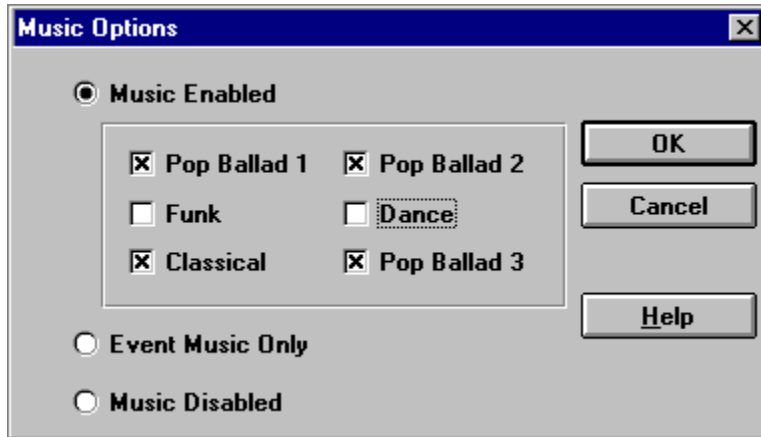 Music Options
Music Enabled
Pop Ballad 1 Pop Ballad 2
Funk Dance
Classical Pop Ballad 3
Event Music Only
Music Disabled
OK
Cancel
Help